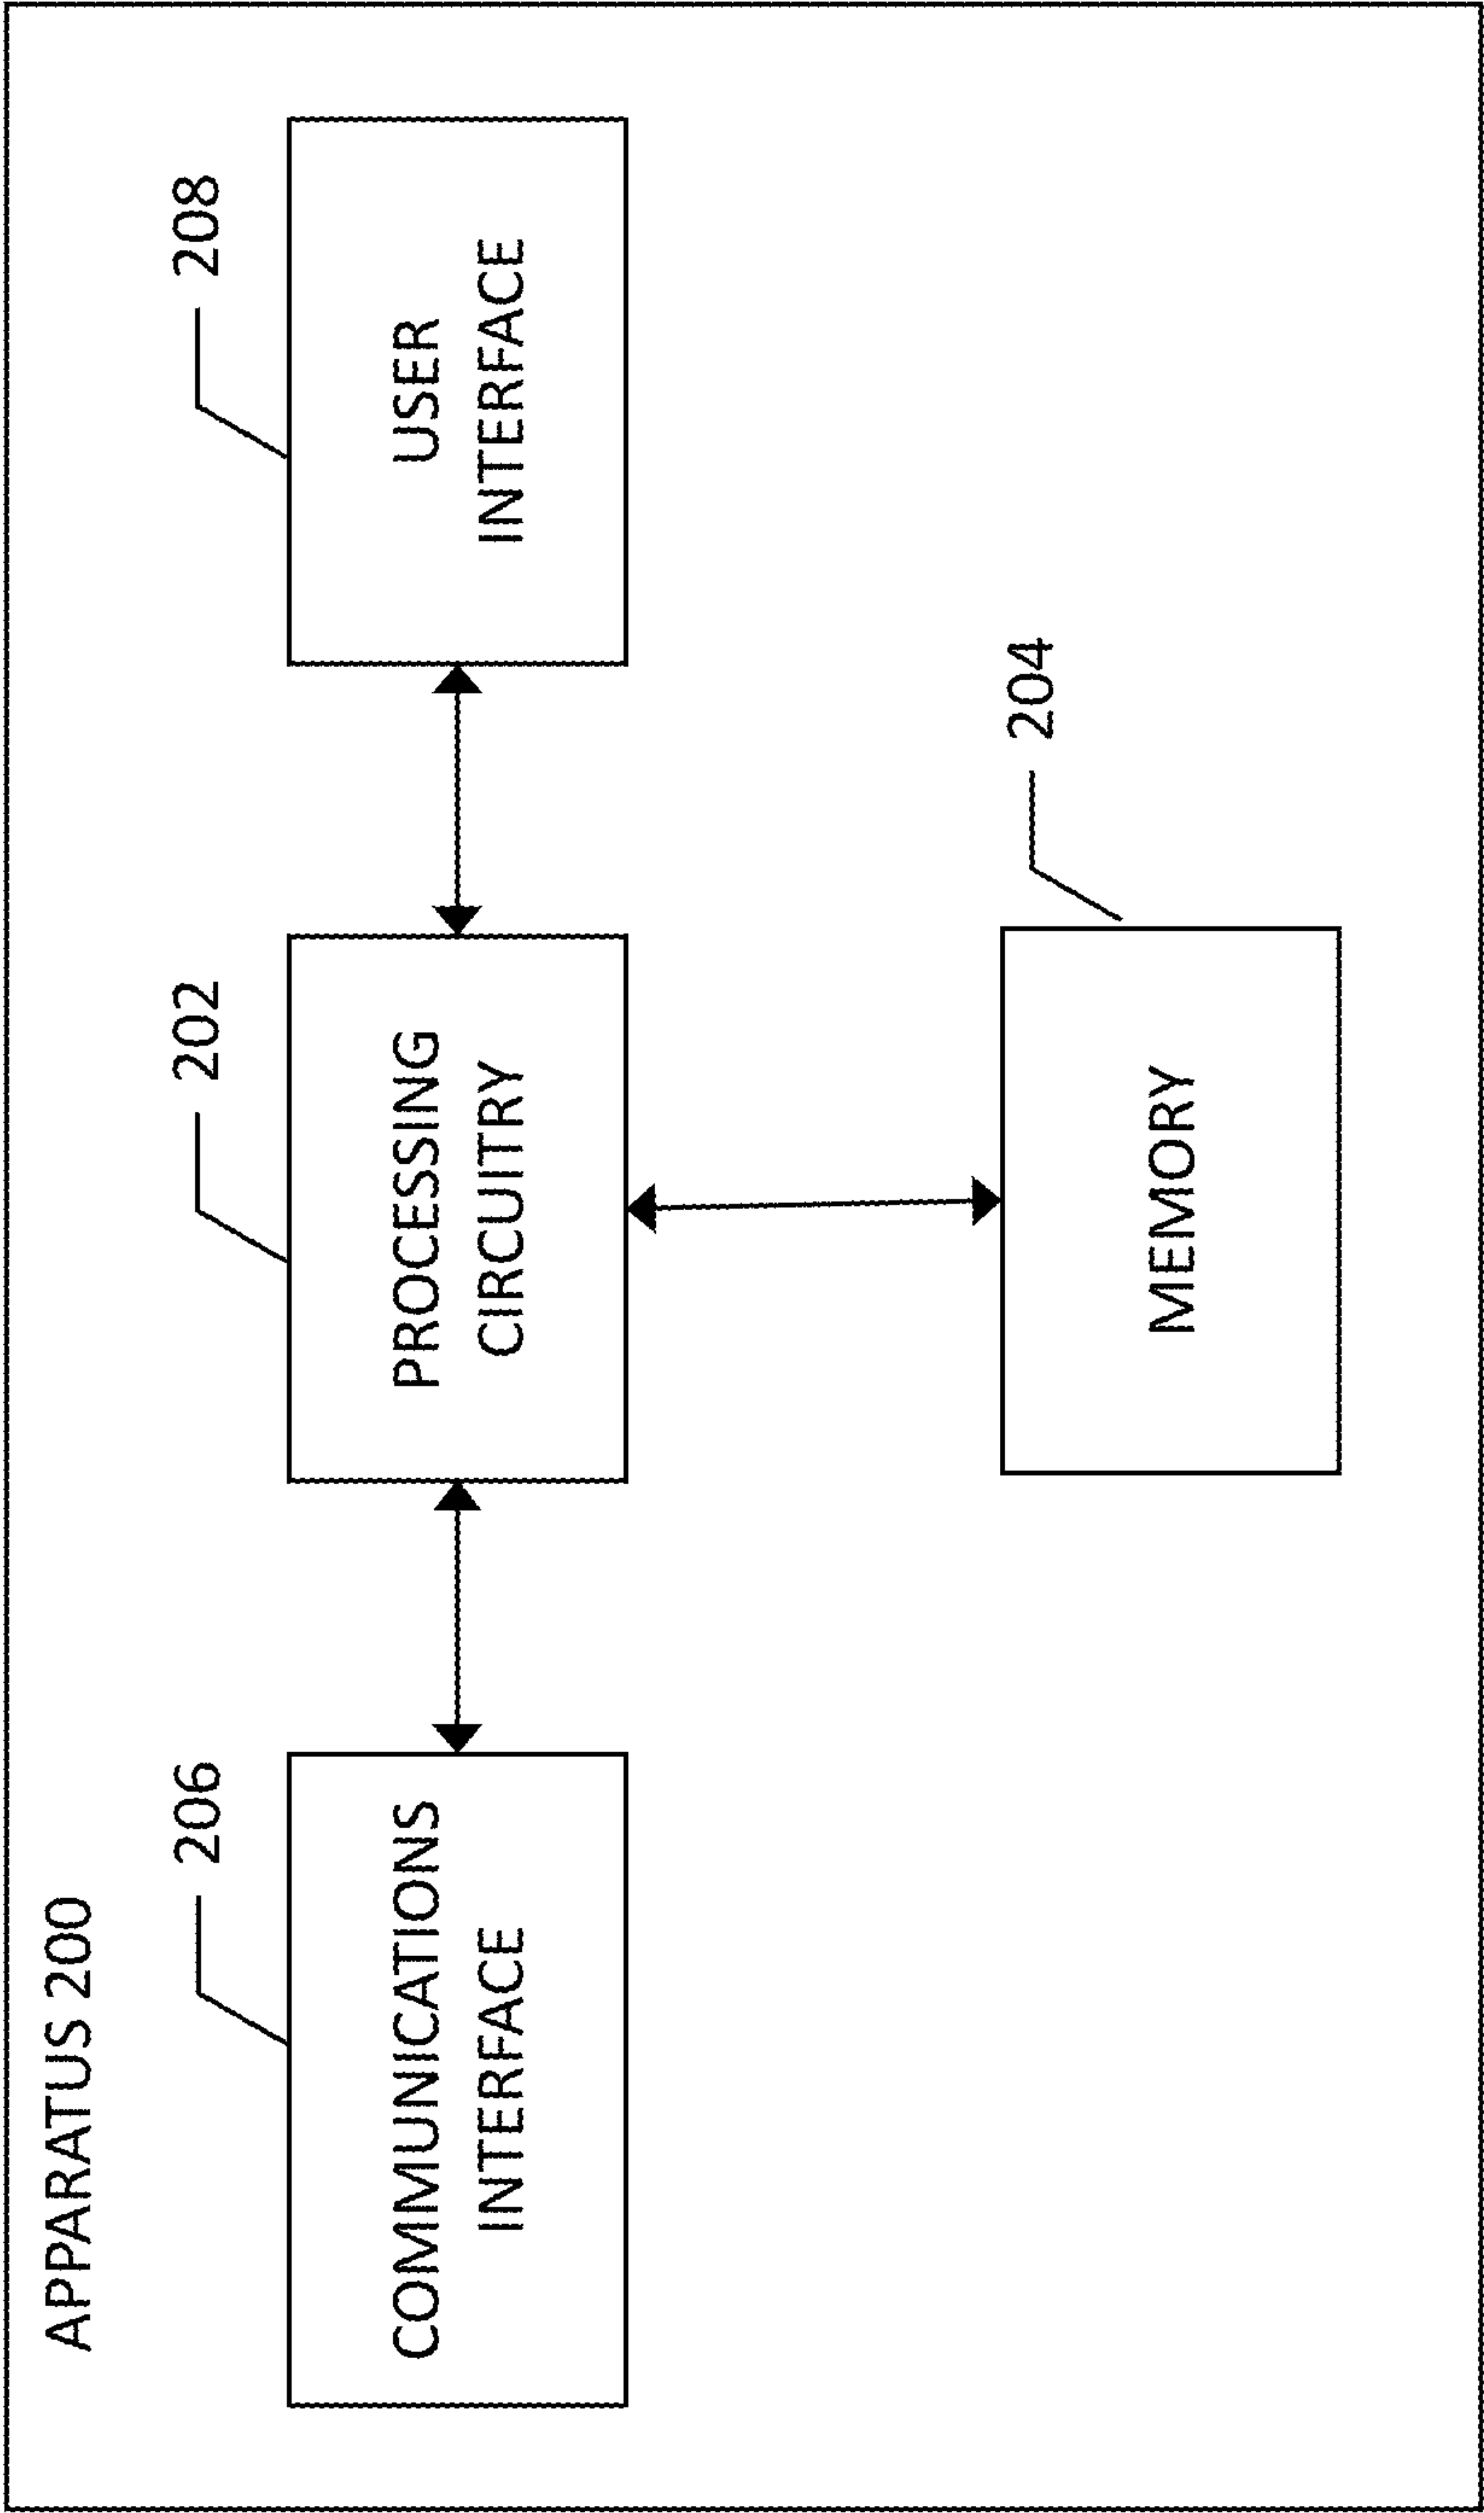 APPARATUS 200
206
COMMUNICATIONS
INTERFACE
202
PROCESSING
CIRCUITRY
208
USER
INTERFACE
204
MEMORY